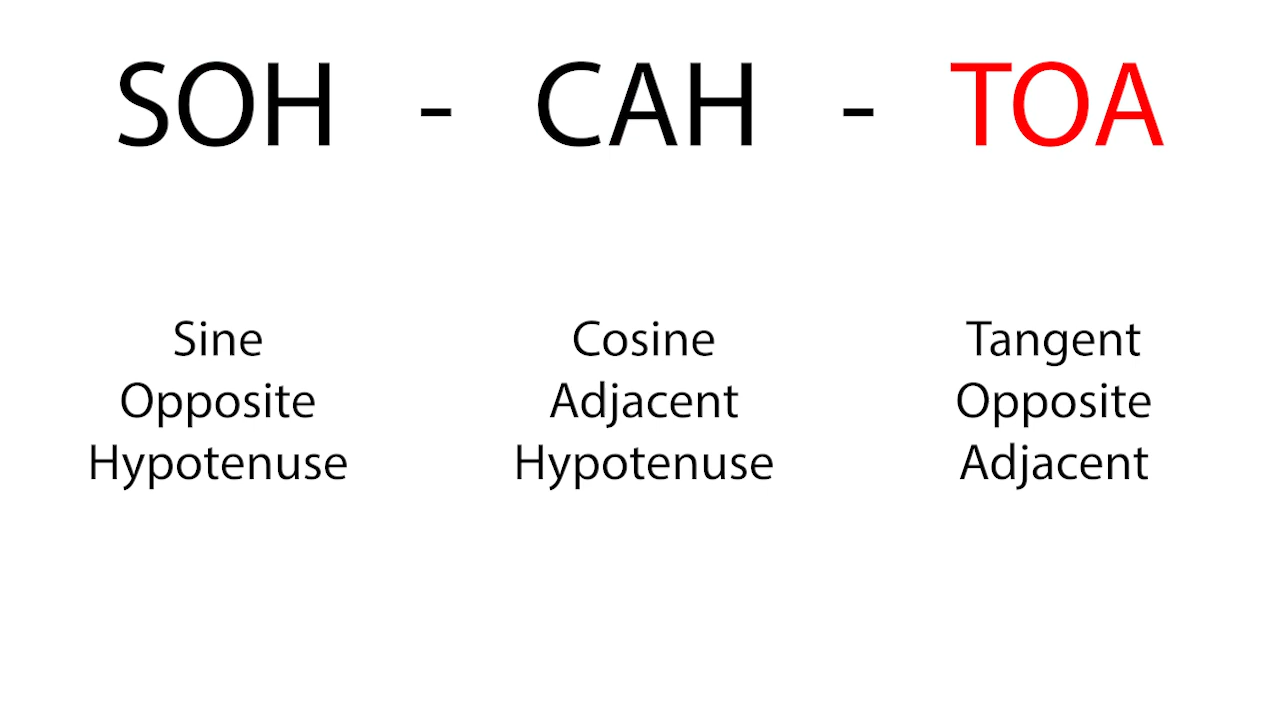 SOH - CAH - TOA
Sine
Opposite
Hypotenuse
Cosine
Adjacent
Hypotenuse
Tangent
Opposite
Adjacent